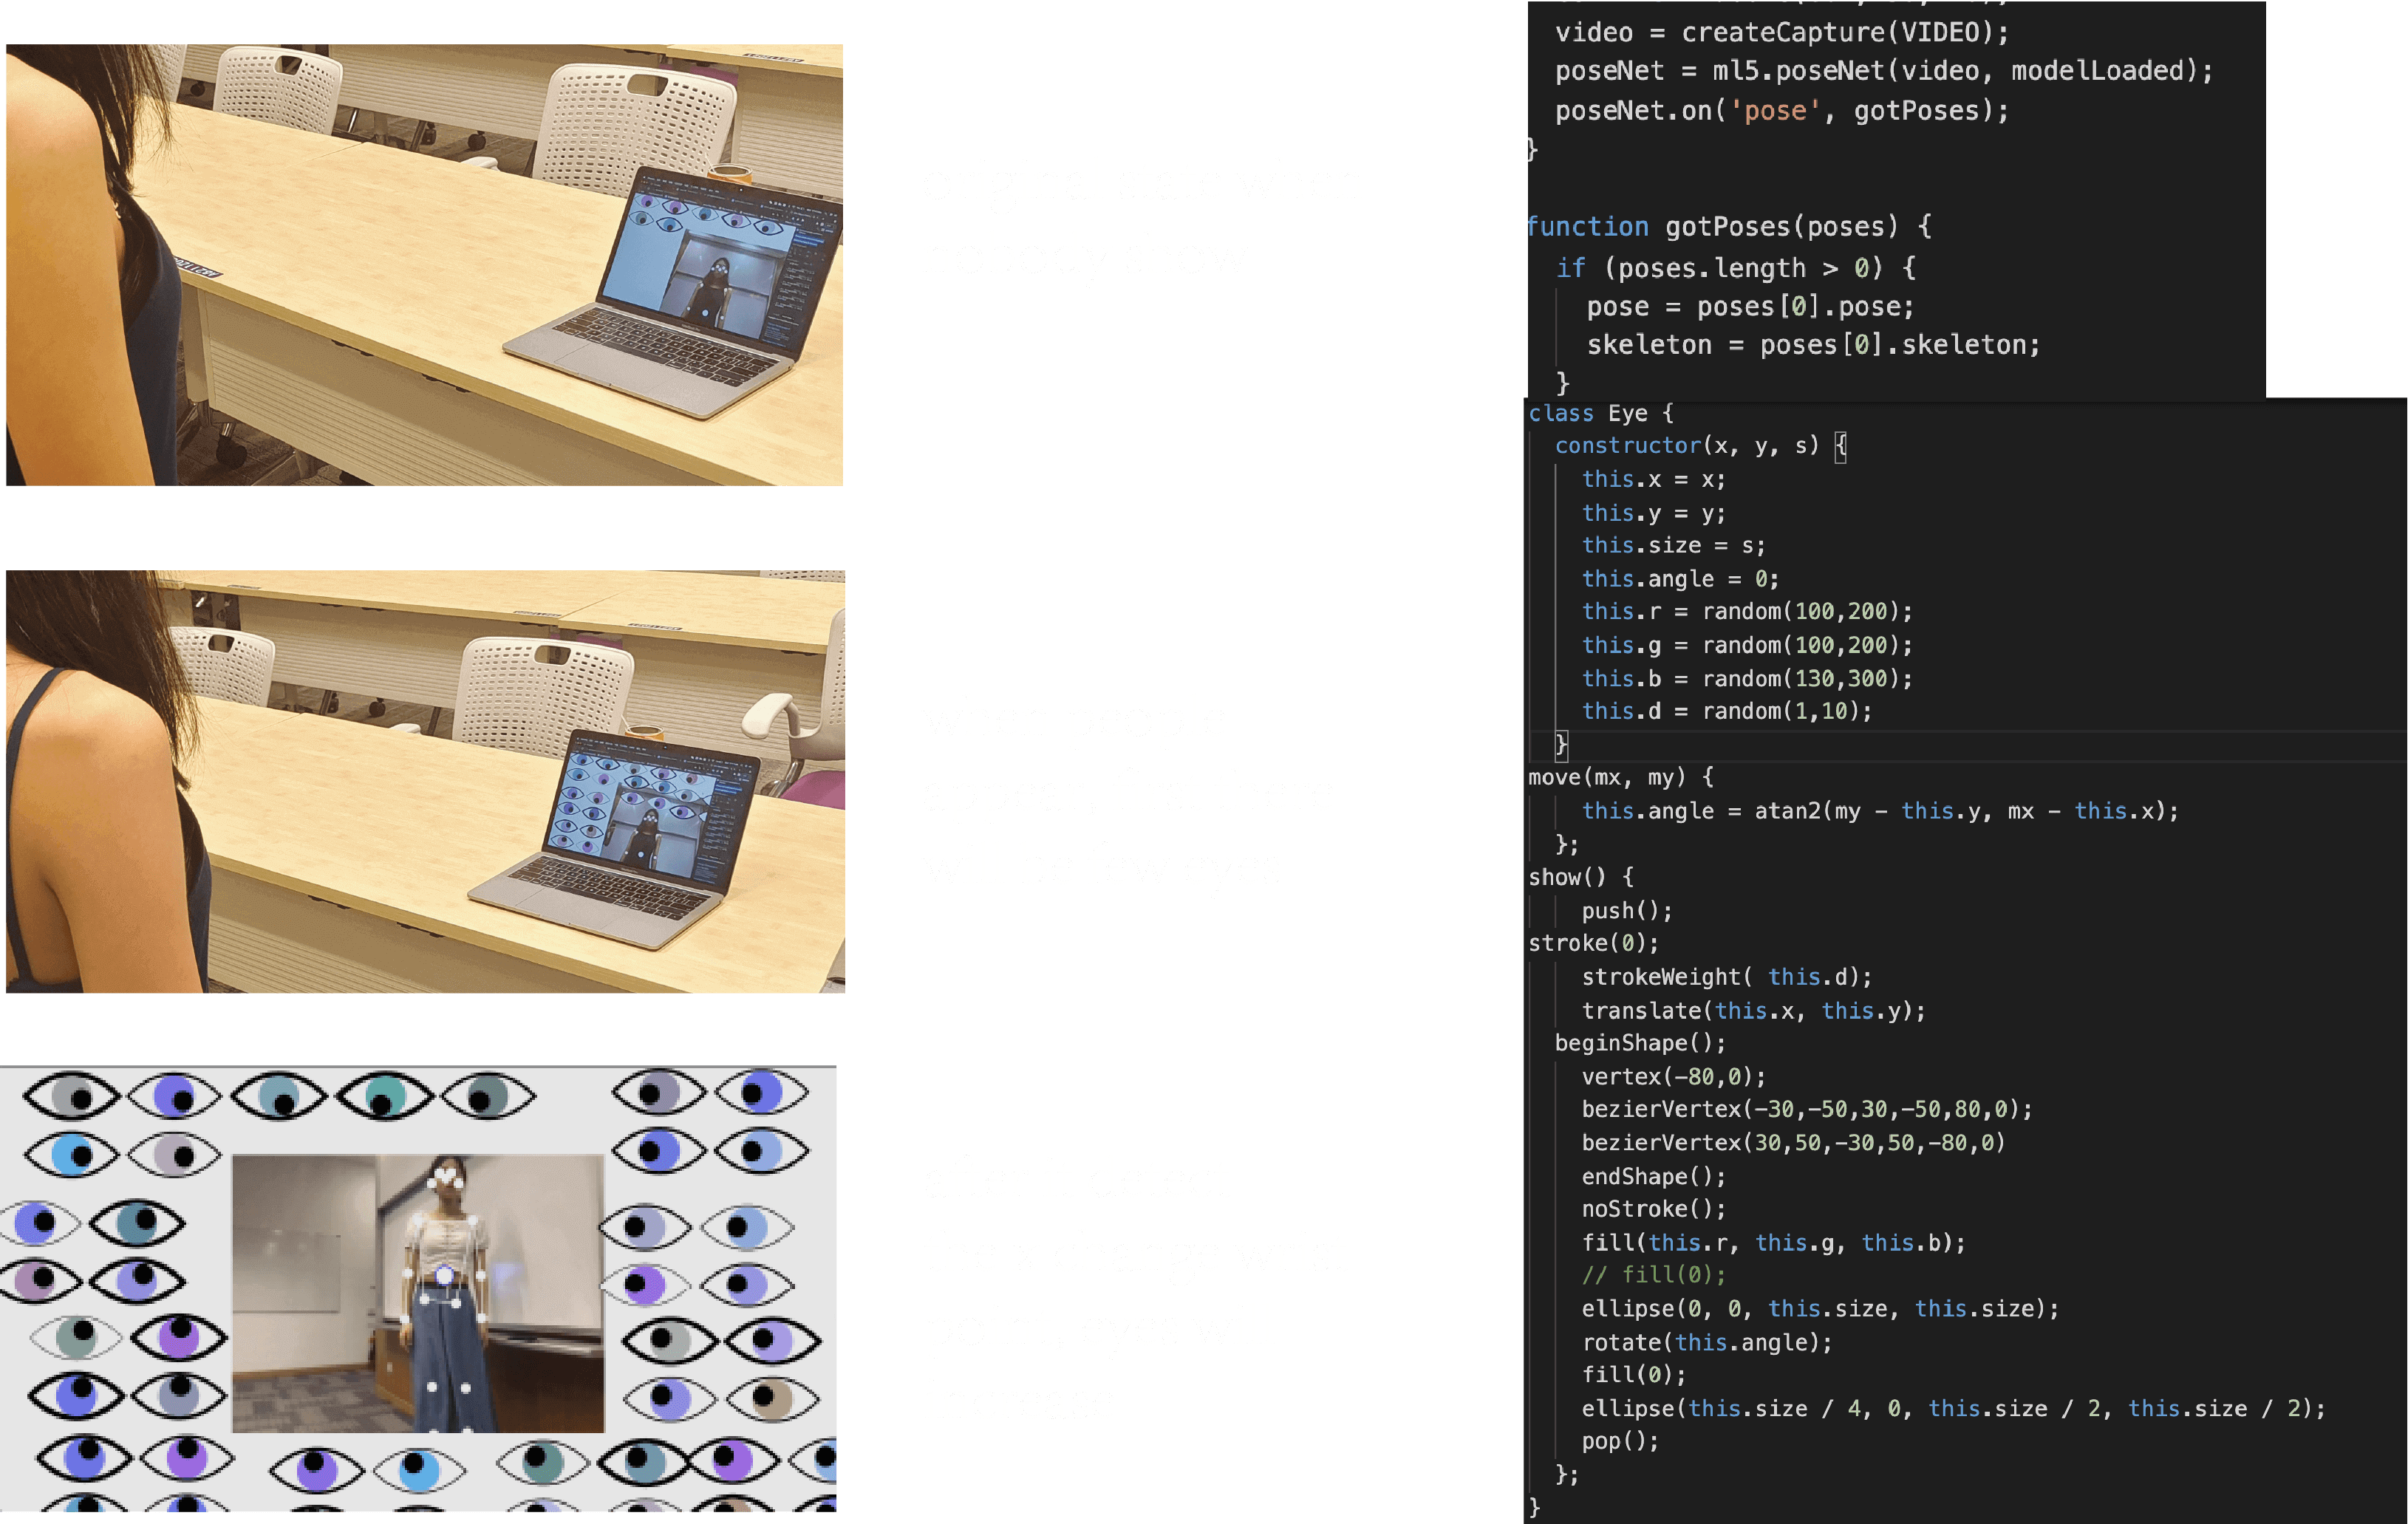 video = createCapture(VIDEO);
poseNet = ml5.poseNet(video, modelLoaded);
poseNet.on('pose', gotPoses);
}
function gotPoses(poses) {
if (poses.length > 0) {
pose = poses[0].pose;
skeleton = poses[0].skeleton;
}
class Eye {
constructor(x, y, s) {
this.x = x;
this.y = y;
this.size = s;
this.angle = 0;
this.r = random(100,200);
this.g = random(100,200);
this.b = random(130,300);
this.d = random(1,10);
}
move(mx, my) {
this.angle = atan2(my - this.y, mx - this.x);
};
show() {
push();
stroke(0);
strokeWeight( this.d);
translate(this.x, this.y);
beginShape();
vertex(-80,0);
bezierVertex(-30,-50,30,-50,80,0);
bezierVertex(30,50,-30,50,-80,0)
endShape();
noStroke();
fill(this.r, this.g, this.b);
// fill(0);
ellipse(0, 0, this.size, this.size);
rotate(this.angle);
fill(0);
ellipse(this.size / 4, 0, this.size / 2, this.size / 2);
pop();
};
}